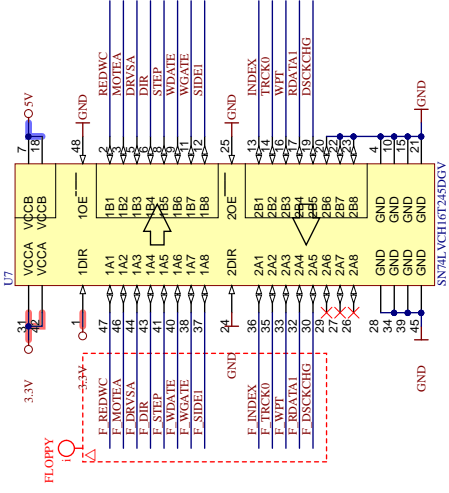 REDWC
MOTEA
DRVSA
DIR
STEP
WDATE
WGATE
SIDE1
INDEX
TRCK0
WPT
RDATA1
DSCKCHG
5V
GND
GND
GND
7
18
48
2
3
5
6
8
9
11
12
25
13
14
16
17
19
20
22
23
4
10
15
21
VCCB
VCCB
1OE
1B1
1B2
1B3
1B4
1B5
1B6
1B7
1B8
2OE
2B1
2B2
2B3
2B4
2B5
2B6
2B7
2B8
GND
GND
GND
GND
VCCA
VCCA
1DIR
1A1
1A2
1A3
1A4
1A5
1A6
1A7
1A8
2DIR
2A1
2A2
2A3
2A4
2A5
2A6
2A7
2A8
GND
GND
GND
GND
U7
SN74LVCH16T245DGV
31
42
1
47
46
44
43
41
40
38
37
24
36
35
33
32
30
29
27
26
28
34
39
45
3.3V
3.3V
GND
GND
F_REDWC
F_MOTEA
F_DRVSA
F_DIR
F_STEP
F_WDATE
F_WGATE
F_SIDE1
F_INDEX
F_TRCK0
F_WPT
F_RDATA1
F_DSCKCHG
FLOPPY
i